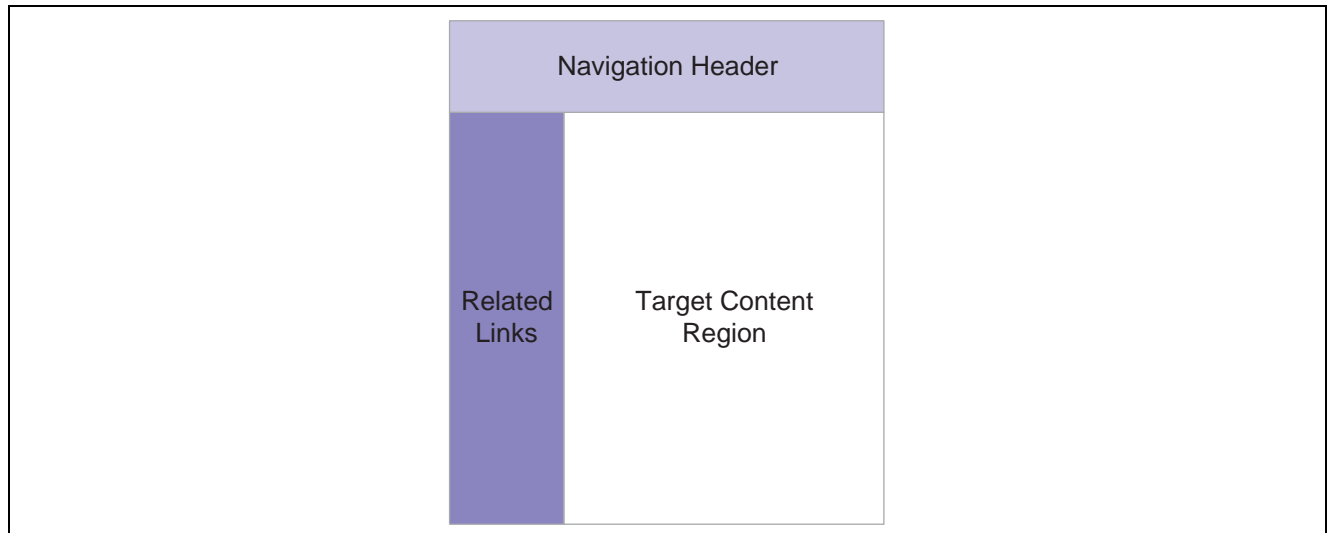 Navigation Header
Related
Links
Target Content
Region